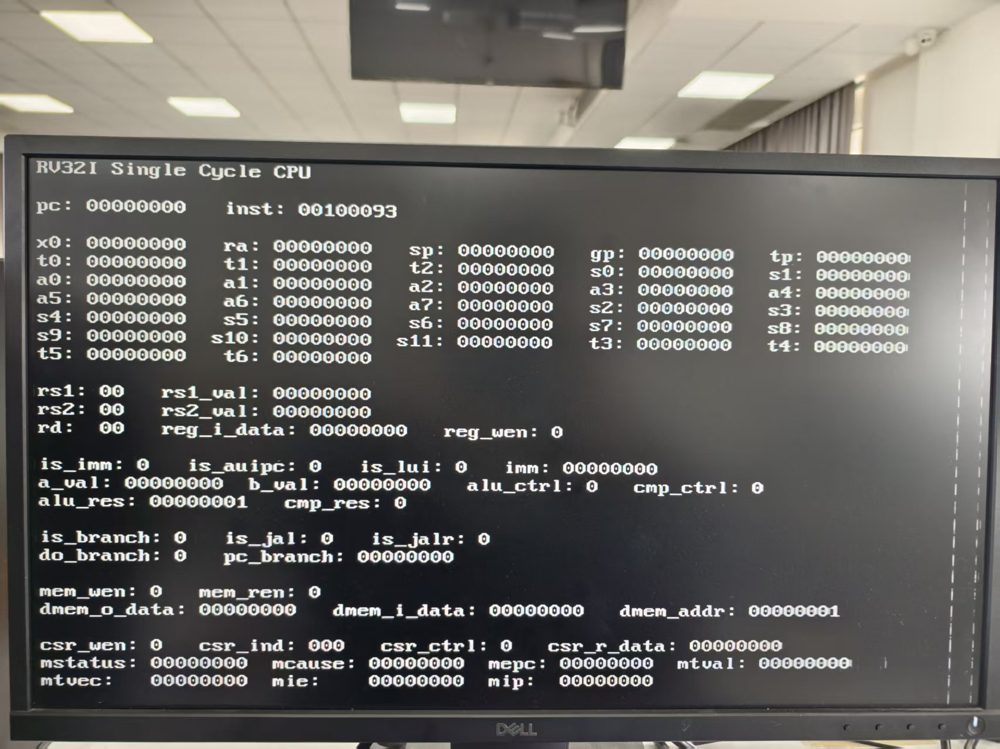 RV32I Single Cycle CPU
pc: 00000000 inst: 00100093
x0: 00000000 ra: 00000000 sp: 00000000 gp: 00000000 tp: 00000000
t0: 00000000 t1: 00000000 t2: 00000000 s0: 00000000 s1: 00000000
a0: 00000000 a1: 00000000 a2: 00000000 a3: 00000000 a4: 00000000
a5: 00000000 a6: 00000000 a7: 00000000 s2: 00000000 s3: 00000000
s4: 00000000 s5: 00000000 s6: 00000000 s7: 00000000 s8: 00000000
s9: 00000000 s10: 00000000 s11: 00000000 t3: 00000000 t4: 00000000
t5: 00000000 t6: 00000000
rs1: 00 rs1_val: 00000000
rs2: 00 rs2_val: 00000000
rd: 00 reg_i_data: 00000000 reg_wen: 0
is_imm: 0 is_auipc: 0 is_lui: 0 imm: 00000000
a_val: 00000000 b_val: 00000000 alu_ctrl: 0 cmp_ctrl: 0
alu_res: 00000001 cmp_res: 0
is_branch: 0 is_jal: 0 is_jalr: 0
do_branch: 0 pc_branch: 00000000
mem_wen: 0 mem_ren: 0
dmem_o_data: 00000000 dmem_i_data: 00000000 dmem_addr: 00000001
csr_wen: 0 csr_ind: 000 csr_ctrl: 0 csr_r_data: 00000000
mstatus: 00000000 mcause: 00000000 mepc: 00000000 mtval: 00000000
mtvec: 00000000 mie: 00000000 mip: 00000000
DELL